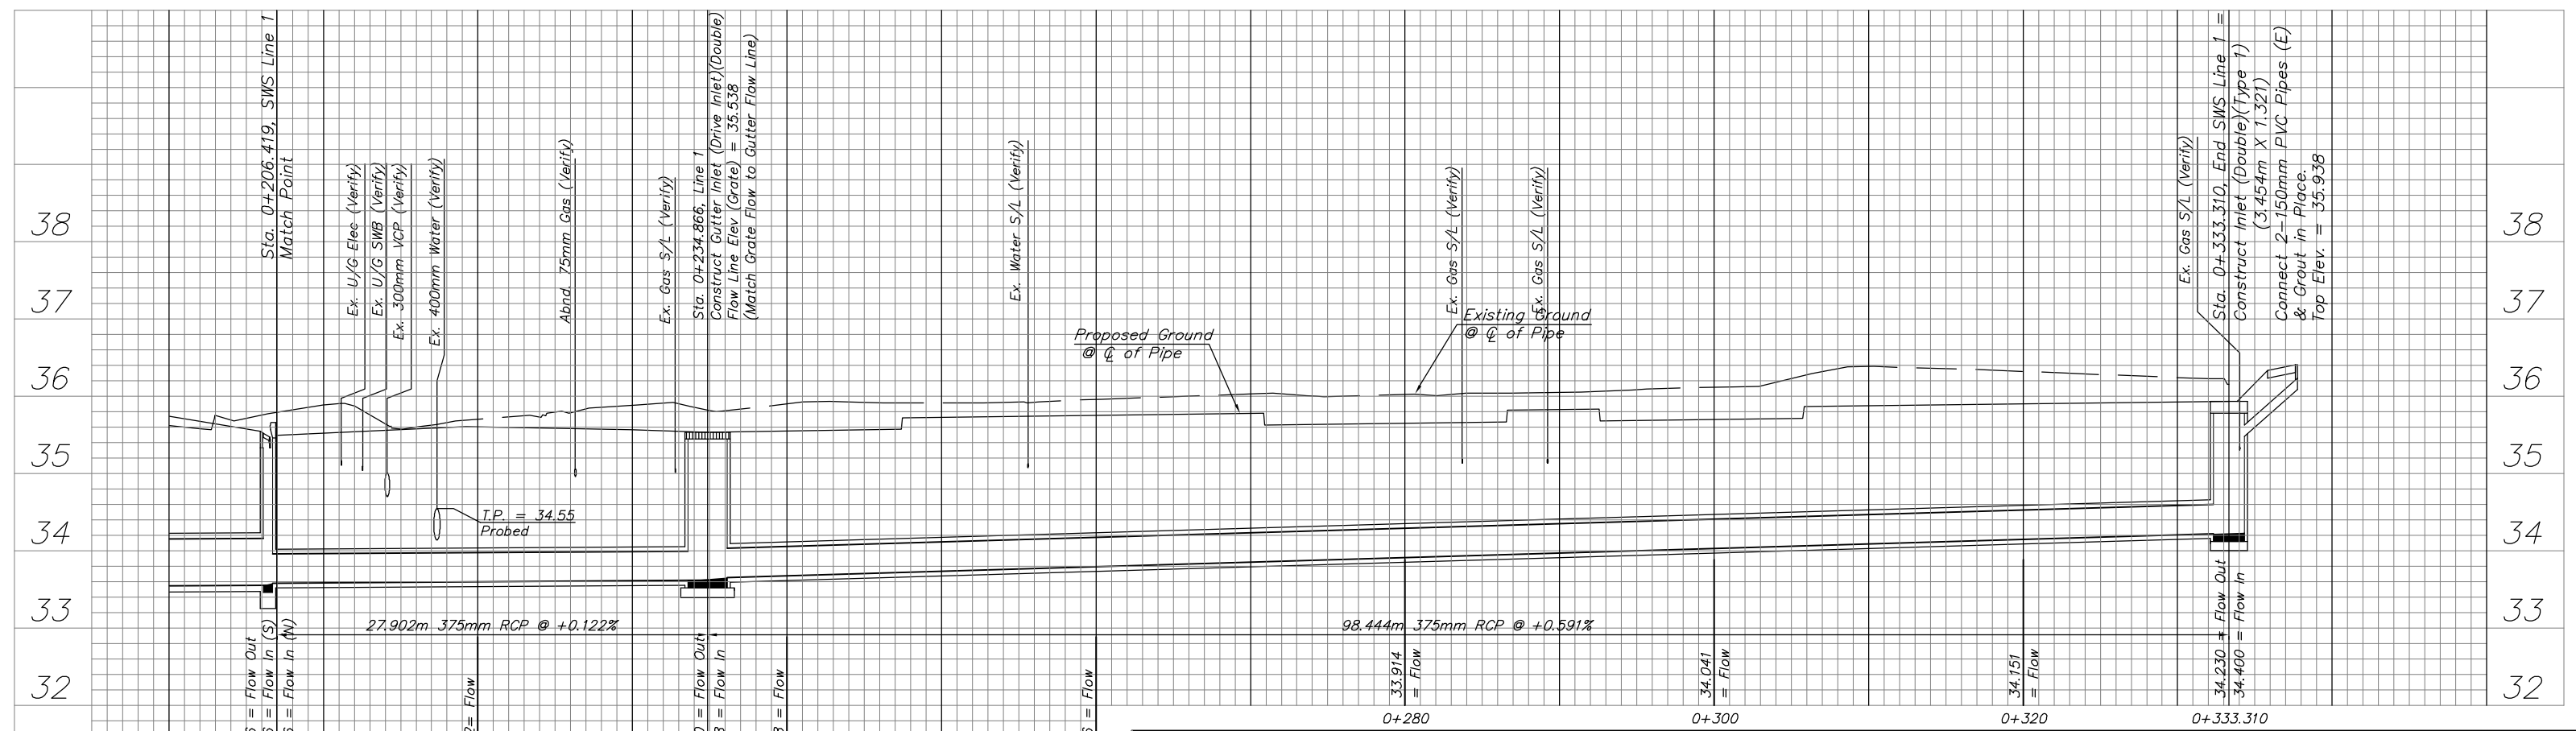 38
37
36
35
34
33
32
Sta. 0+206.419, SWS Line 1
Match Point
Ex. U/G Elec (Verify)
Ex. U/G SWB (Verify)
Ex. 300mm VCP (Verify)
Ex. 400mm Water (Verify)
T.P. = 34.55
Probed
Abnd. 75mm Gas (Verify)
Ex. Gas S/L (Verify)
Sta. 0+234.866, Line 1
Construct Gutter Inlet (Drive Inlet)(Double)
Flow Line Elev (Grate) = 35.538
(Match Grate Flow to Gutter Flow Line)
Ex. Water S/L (Verify)
Proposed Ground
@ ℄ of Pipe
Existing Ground
@ ℄ of Pipe
Ex. Gas S/L (Verify)
Ex. Gas S/L (Verify)
Ex. Gas S/L (Verify)
Sta. 0+333.310, End SWS Line =
Construct Inlet (Double)(Type 1)
(3.454m X 1.321)
Connect 2-150mm PVC Pipes (E)
& Grout in Place.
Top Elev. = 35.938
38
37
36
35
34
33
32
27.902m 375mm RCP @ +0.122%
98.444m 375mm RCP @ +0.591%
= Flow Out
= Flow In (S)
= Flow In (N)
= Flow
= Flow Out
= Flow In
= Flow
= Flow
33.914
= Flow
34.041
= Flow
34.151
= Flow
34.230 = Flow Out
34.400 = Flow In
0+280
0+300
0+320
0+333.310